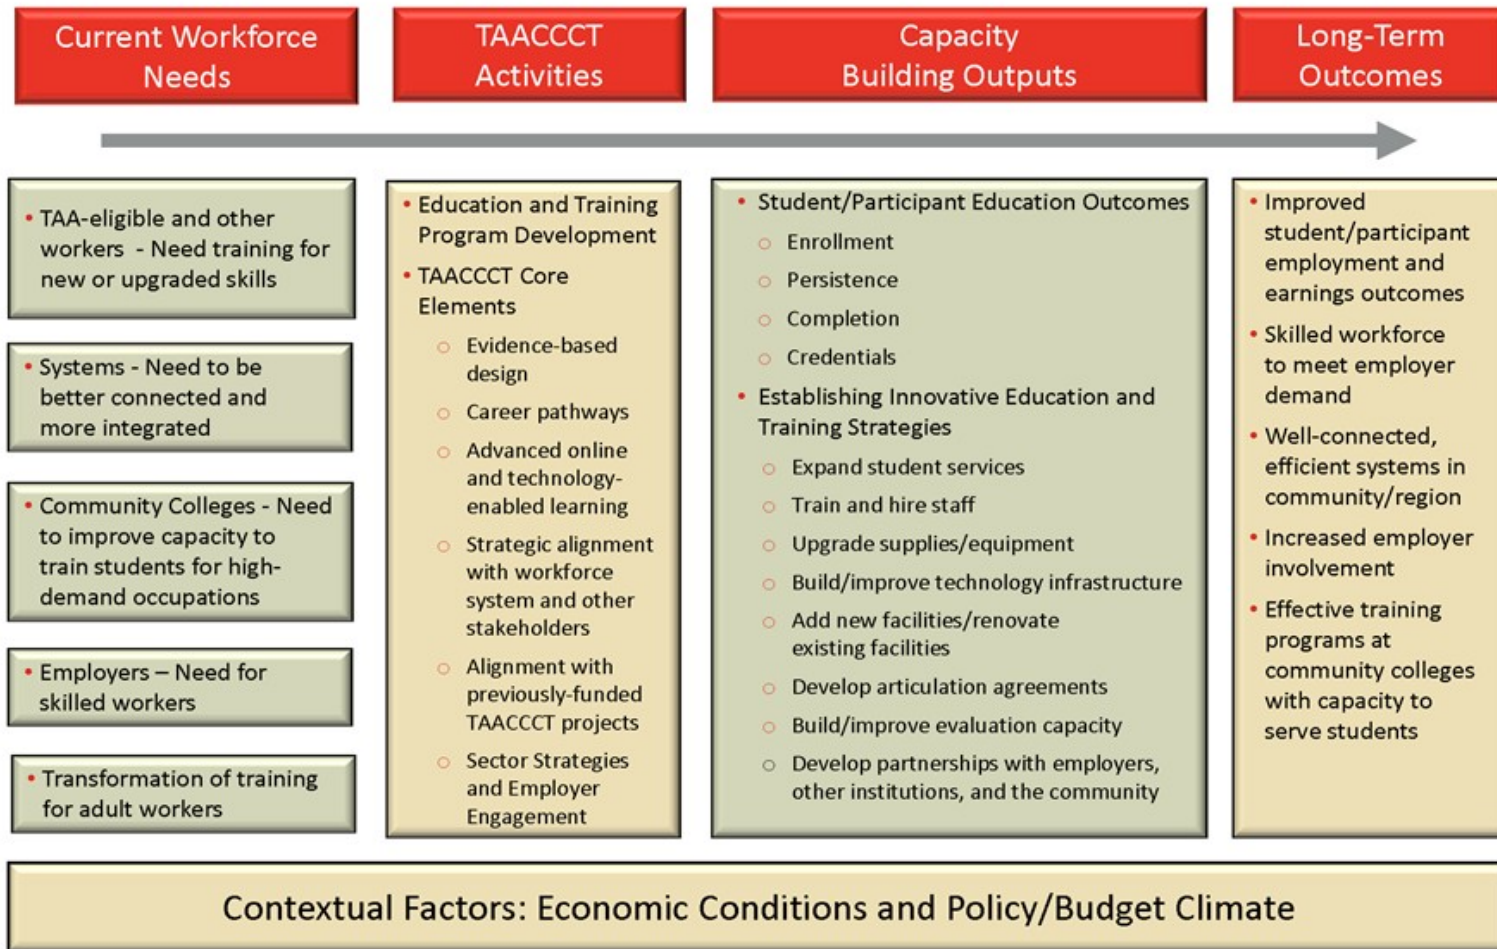 Current Workforce
Needs
TAACCCT
Activities
Capacity
Building Outputs
Long-Term
Outcomes
• TAA-eligible and other
workers - Need training for
new or upgraded skills
• Systems - Need to be
better connected and
more integrated
• Community Colleges - Need
to improve capacity to
train students for high-
demand occupations
• Employers – Need for
skilled workers
• Transformation of training
for adult workers
• Education and Training
Program Development
• TAACCCT Core
Elements
○ Evidence-based
design
○ Career pathways
○ Advanced online
and technology-
enabled learning
○ Strategic alignment
with workforce
system and other
stakeholders
○ Alignment with
previously-funded
TAACCCT projects
○ Sector Strategies
and Employer
Engagement
• Student/Participant Education Outcomes
○ Enrollment
○ Persistence
○ Completion
○ Credentials
• Establishing Innovative Education and
Training Strategies
○ Expand student services
○ Train and hire staff
○ Upgrade supplies/equipment
○ Build/improve technology infrastructure
○ Add new facilities/renovate
existing facilities
○ Develop articulation agreements
○ Build/improve evaluation capacity
○ Develop partnerships with employers,
other institutions, and the community
• Improved
student/participant
employment and
earnings outcomes
• Skilled workforce
to meet employer
demand
• Well-connected,
efficient systems in
community/region
• Increased employer
involvement
• Effective training
programs at
community colleges
with capacity to
serve students
Contextual Factors: Economic Conditions and Policy/Budget Climate